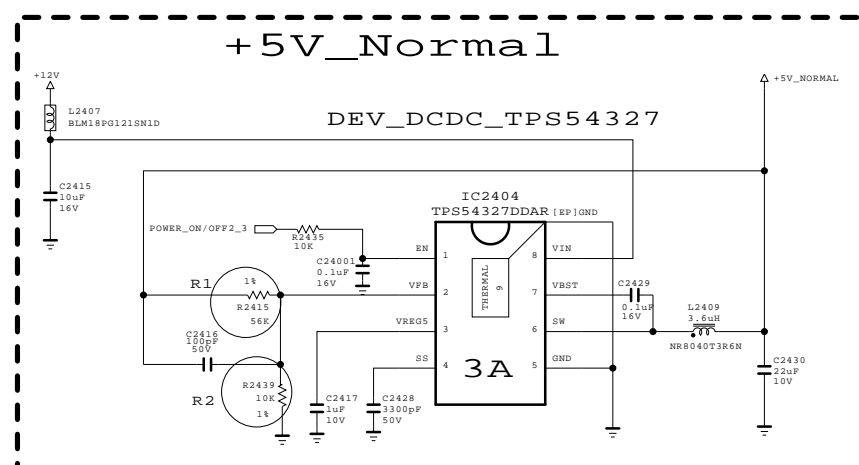 +5V_Normal
+12V
+5V_NORMAL
L2407
BLM18PG121SN1D
DEV_DCDC_TPS54327
C2415
10uF
16V
IC2404
TPS54327DDAR
[EP]GND
POWER_ON/OFF2_3
R2435
10K
C24001
0.1uF
16V
EN
1
VFB
2
VREG5
3
SS
4
THERMAL
9
3A
8
VIN
7
VBST
6
SW
5
GND
R1
1%
R2415
56K
C2416
100pF
50V
R2
R2439
10K
1%
C2417
1uF
10V
C2428
3300pF
50V
C2429
0.1uF
16V
L2409
3.6uH
NR8040T3R6N
C2430
22uF
10V